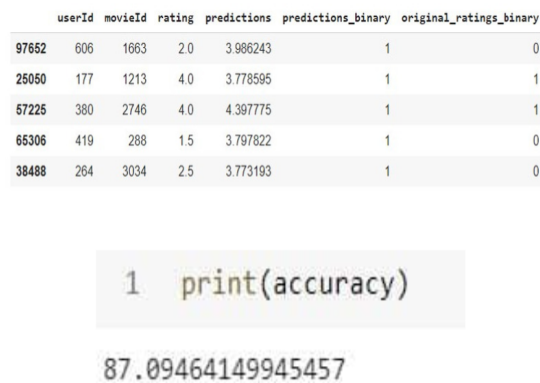 userId movieId rating predictions predictions_binary original_ratings_binary
97652 606 1663 2.0 3.986243 1 0
25050 177 1213 4.0 3.778595 1 1
57225 380 2746 4.0 4.397775 1 1
65306 419 288 1.5 3.797822 1 0
38488 264 3034 2.5 3.773193 1 0
1 print(accuracy)
87.09464149945457